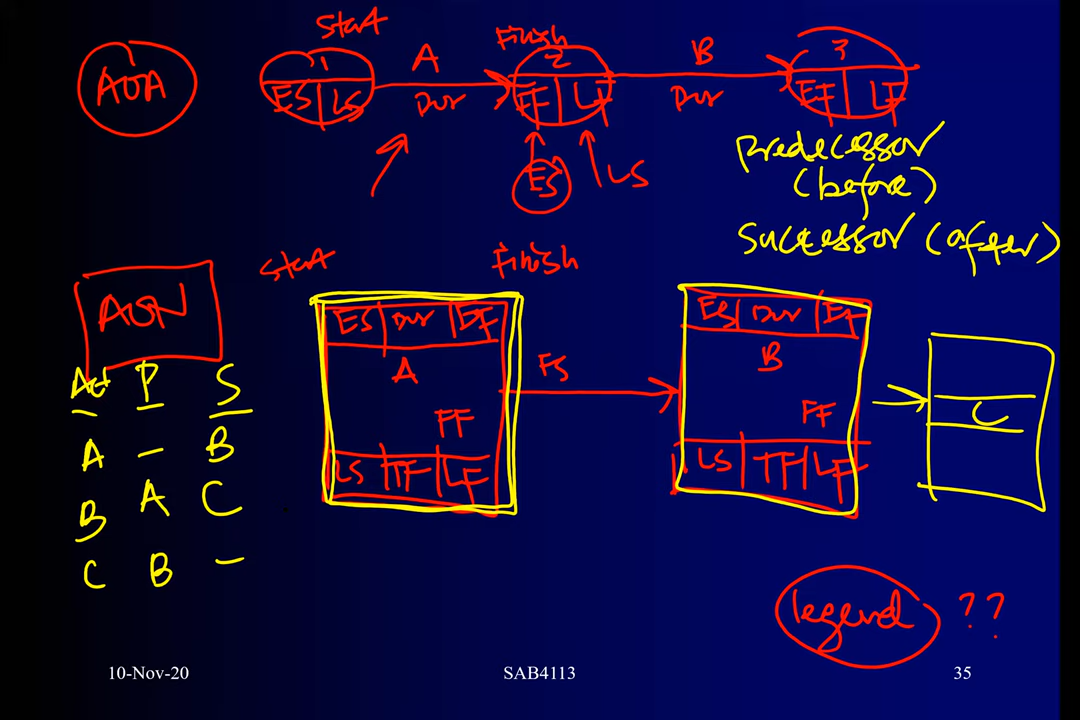 Start
Finish
AOA
1
ES LS
A
Dur
2
EF LF
B
Dur
3
EF LF
ES
LS
predecessor
(before)
successor (after)
AON
Start
Finish
Act P S
A - B
B A C
C B -
ES Dur EF
A
FF
LS TF LF
FS
ES Dur EF
B
FF
LS TF LF
C
legend ??
10-Nov-20 SAB4113 35